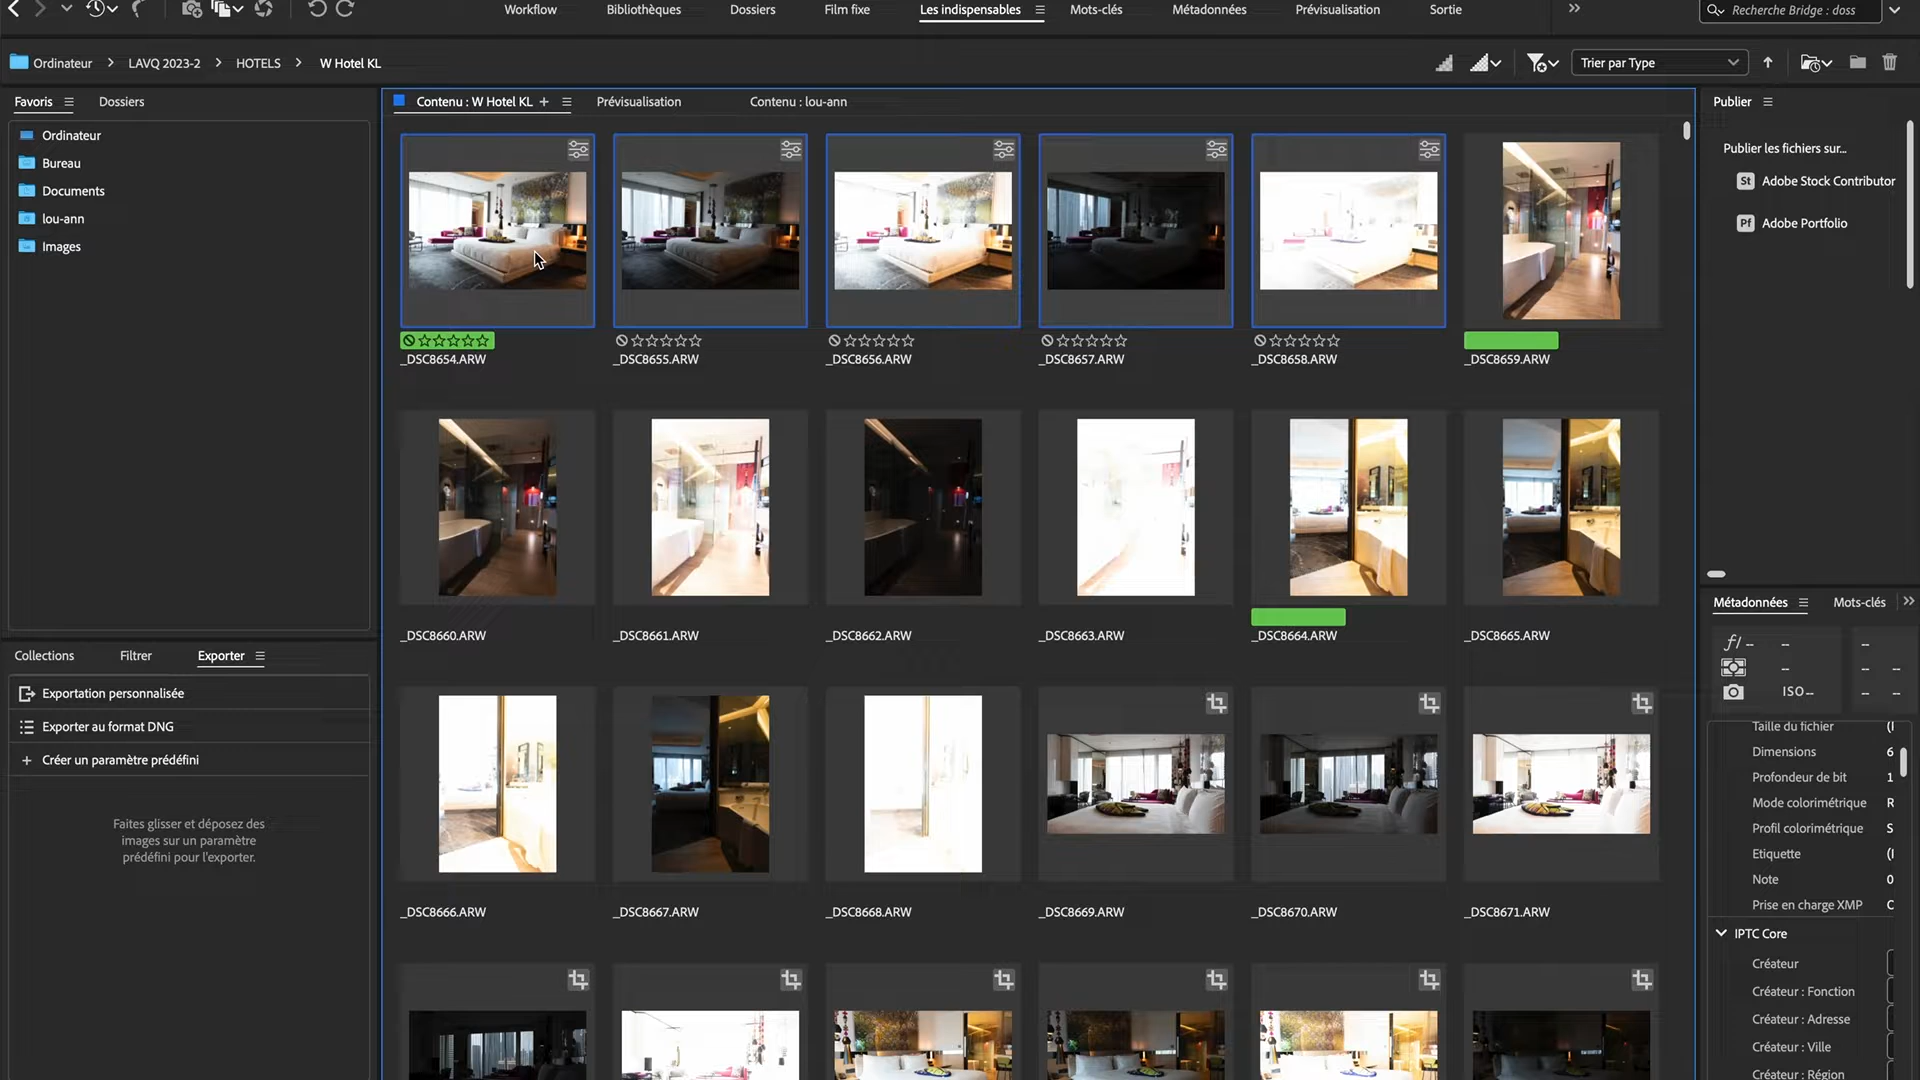 Workflow
Bibliothèques
Dossiers
Film fixe
Les indispensables
Mots-clés
Métadonnées
Prévisualisation
Sortie
Recherche Bridge : doss
Ordinateur
LAVQ 2023-2
HOTELS
W Hotel KL
Trier par Type
Favoris
Dossiers
Contenu : W Hotel KL
Prévisualisation
Contenu : lou-ann
Publier
Ordinateur
Bureau
Documents
lou-ann
Images
Publier les fichiers sur...
St Adobe Stock Contributor
Pf Adobe Portfolio
_DSC8654.ARW
_DSC8655.ARW
_DSC8656.ARW
_DSC8657.ARW
_DSC8658.ARW
_DSC8659.ARW
_DSC8660.ARW
_DSC8661.ARW
_DSC8662.ARW
_DSC8663.ARW
_DSC8664.ARW
_DSC8665.ARW
_DSC8666.ARW
_DSC8667.ARW
_DSC8668.ARW
_DSC8669.ARW
_DSC8670.ARW
_DSC8671.ARW
Collections
Filtrer
Exporter
Exportation personnalisée
Exporter au format DNG
Créer un paramètre prédéfini
Faites glisser et déposez des
images sur un paramètre
prédéfini pour l'exporter.
Métadonnées
Mots-clés
f/ -- -- --
-- -- --
ISO-- -- --
Taille du fichier
Dimensions 6
Profondeur de bit 1
Mode colorimétrique R
Profil colorimétrique S
Etiquette
Note 0
Prise en charge XMP
IPTC Core
Créateur
Créateur : Fonction
Créateur : Adresse
Créateur : Ville
Créateur : Région